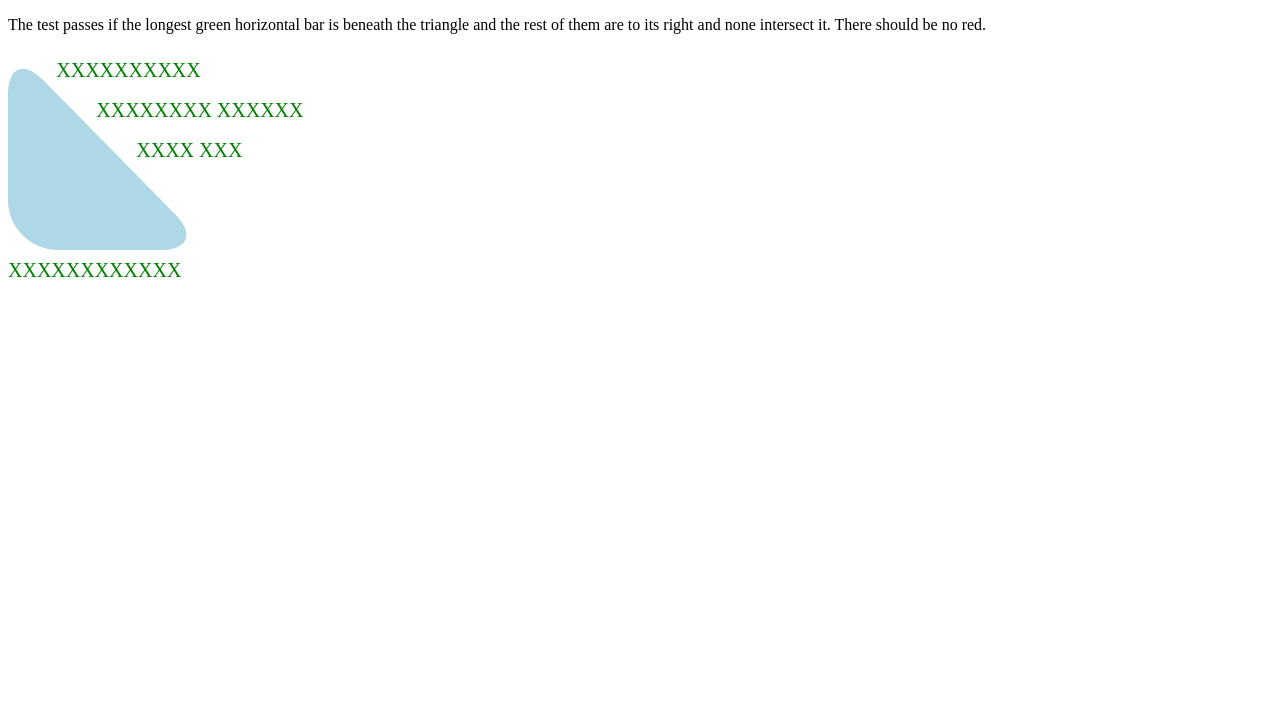 The test passes if the longest green horizontal bar is beneath the triangle and the rest of them are to its right and none intersect it. There should be no red.
XXXXXXXXXX
XXXXXXXX XXXXXX
XXXX XXX
XXXXXXXXXXXX